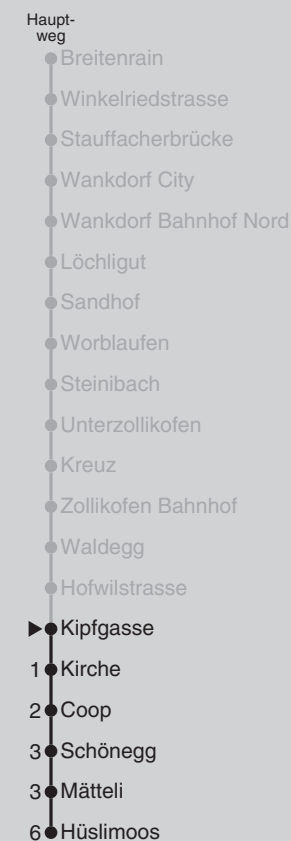 Haupt-
weg
Breitenrain
Winkelriedstrasse
Stauffacherbrücke
Wankdorf City
Wankdorf Bahnhof Nord
Löchligut
Sandhof
Worblaufen
Steinibach
Unterzollikofen
Kreuz
Zollikofen Bahnhof
Waldegg
Hofwilstrasse
Kipfgasse
1 Kirche
2 Coop
3 Schönegg
3 Mätteli
6 Hüslimoos